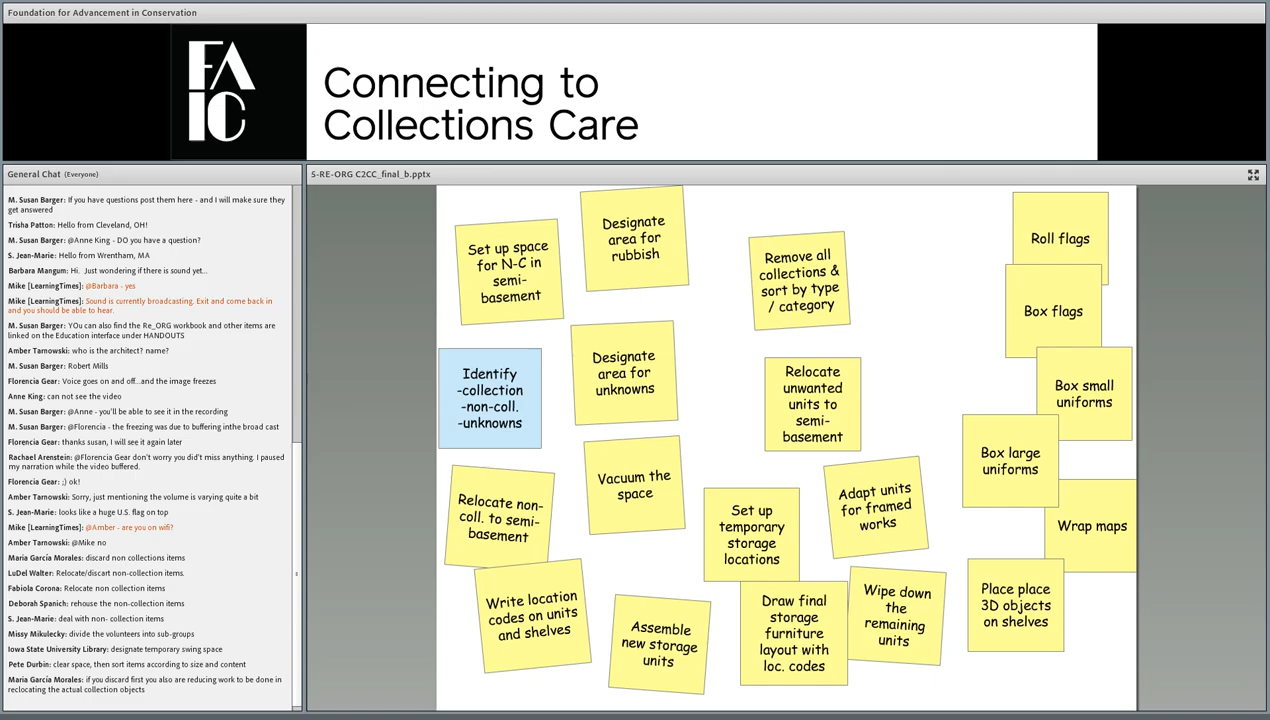 Foundation for Advancement in Conservation
FA
IC
Connecting to
Collections Care
General Chat (Everyone)
M. Susan Barger: If you have questions post them here - and I will make sure they
get answered
Trisha Patton: Hello from Cleveland, OH!
M. Susan Barger: @Anne King - DO you have a question?
S. Jean-Marie: Hello from Wrentham, MA
Barbara Mangum: Hi. Just wondering if there is sound yet...
Mike [LearningTimes]: @Barbara - yes
Mike [LearningTimes]: Sound is currently broadcasting. Exit and come back in
and you should be able to hear.
M. Susan Barger: YOu can also find the Re_ORG workbook and other items are
linked on the Education interface under HANDOUTS
Amber Tarnowski: who is the architect? name?
M. Susan Barger: Robert Mills
Florencia Gear: Voice goes on and off...and the image freezes
Anne King: can not see the video
M. Susan Barger: @Anne - you'll be able to see it in the recording
M. Susan Barger: @Florencia - the freezing was due to buffering inthe broad cast
Florencia Gear: thanks susan, I will see it again later
Rachael Arenstein: @Florencia Gear don't worry you did't miss anything. I paused
my narration while the video buffered.
Florencia Gear: ;) ok!
Amber Tarnowski: Sorry, just mentioning the volume is varying quite a bit
S. Jean-Marie: looks like a huge U.S. flag on top
Mike [LearningTimes]: @Amber - are you on wifi?
Amber Tarnowski: @Mike no
Maria García Morales: discard non collections items
LuDel Walter: Relocate/discart non-collection items.
Fabiola Corona: Relocate non collection items
Deborah Spanich: rehouse the non-collection items
S. Jean-Marie: deal with non- collection items
Missy Mikulecky: divide the volunteers into sub-groups
Iowa State University Library: designate temporary swing space
Pete Durbin: clear space, then sort items according to size and content
Maria García Morales: if you discard first you also are reducing work to be done in
reclocating the actual collection objects
5-RE-ORG C2CC_final_b.pptx
Set up space
for N-C in
semi-
basement
Designate
area for
rubbish
Remove all
collections &
sort by type
/ category
Roll flags
Box flags
Identify
-collection
-non-coll.
-unknowns
Designate
area for
unknowns
Relocate
unwanted
units to
semi-
basement
Box small
uniforms
Box large
uniforms
Relocate non-
coll. to semi-
basement
Vacuum the
space
Set up
temporary
storage
locations
Adapt units
for framed
works
Wrap maps
Write location
codes on units
and shelves
Assemble
new storage
units
Draw final
storage
furniture
layout with
loc. codes
Wipe down
the
remaining
units
Place place
3D objects
on shelves